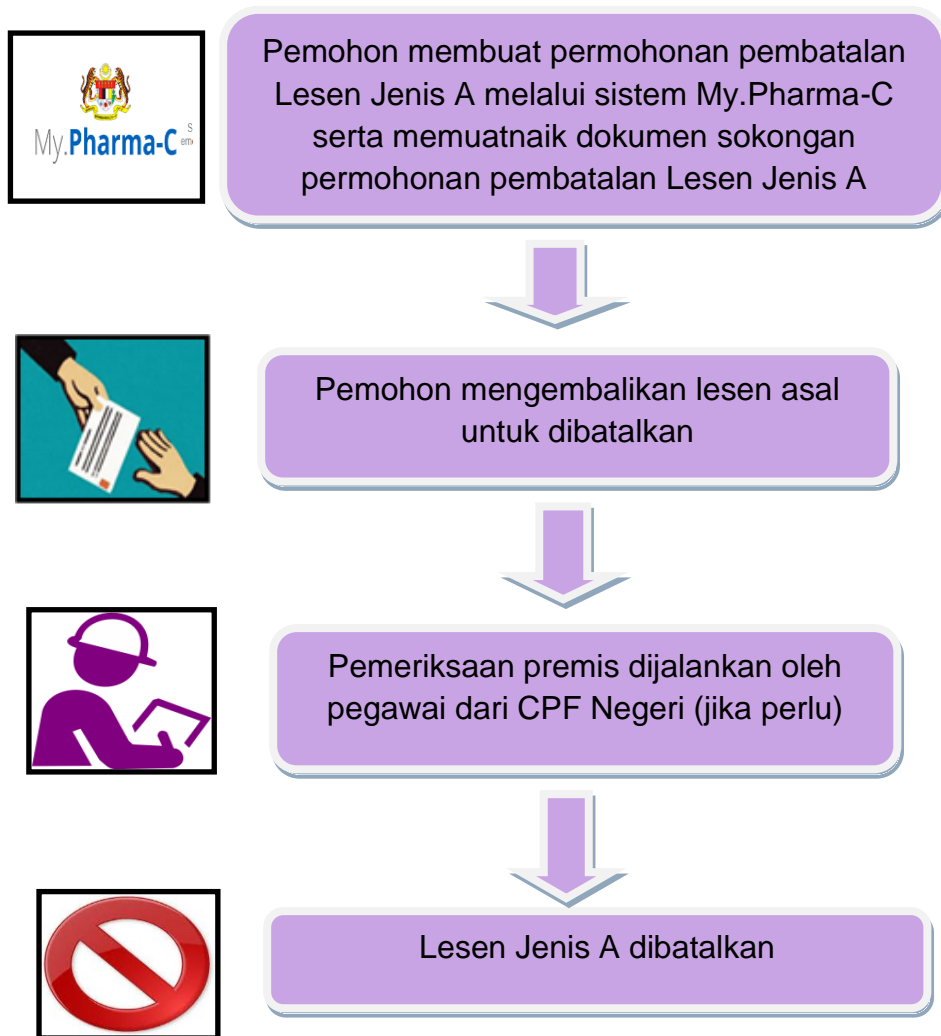 Pemohon membuat permohonan pembatalan
Lesen Jenis A melalui sistem My.Pharma-C
serta memuatnaik dokumen sokongan
permohonan pembatalan Lesen Jenis A
My.Pharma-C
Pemohon mengembalikan lesen asal
untuk dibatalkan
Pemeriksaan premis dijalankan oleh
pegawai dari CPF Negeri (jika perlu)
Lesen Jenis A dibatalkan